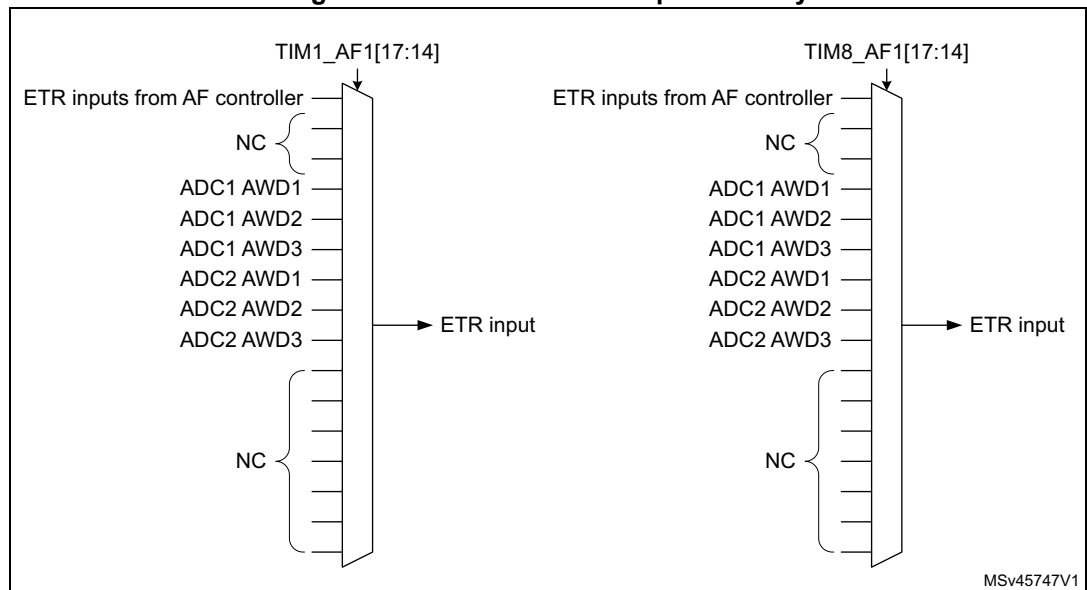 TIM1_AF1[17:14]
ETR inputs from AF controller
NC
ADC1 AWD1
ADC1 AWD2
ADC1 AWD3
ADC2 AWD1
ADC2 AWD2
ADC2 AWD3
NC
ETR input
TIM8_AF1[17:14]
ETR inputs from AF controller
NC
ADC1 AWD1
ADC1 AWD2
ADC1 AWD3
ADC2 AWD1
ADC2 AWD2
ADC2 AWD3
NC
ETR input
MSv45747V1